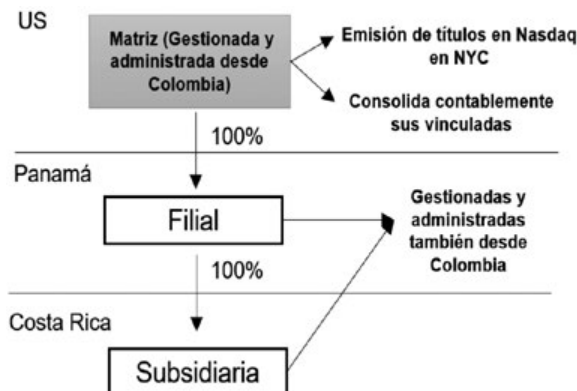 US
Matriz (Gestionada y
administrada desde
Colombia)
Emisión de títulos en Nasdaq
en NYC
Consolida contablemente
sus vinculadas
100%
Panamá
Filial
Gestionadas y
administradas
también desde
Colombia
100%
Costa Rica
Subsidiaria